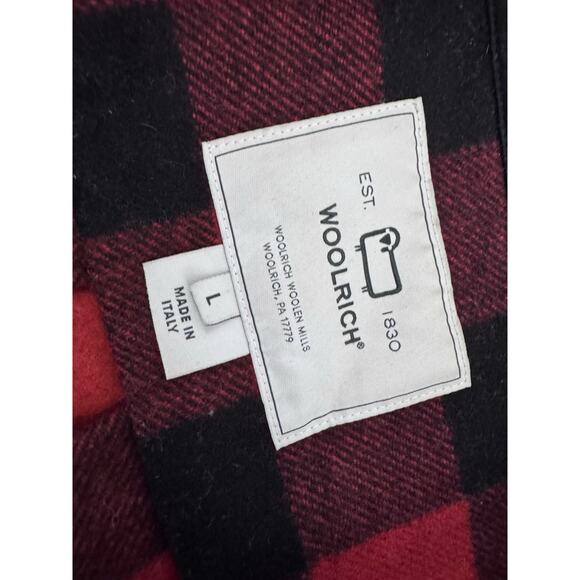 EST. 1830
WOOLRICH®
WOOLRICH WOOLEN MILLS
WOOLRICH, PA 17779
L
MADE IN
ITALY